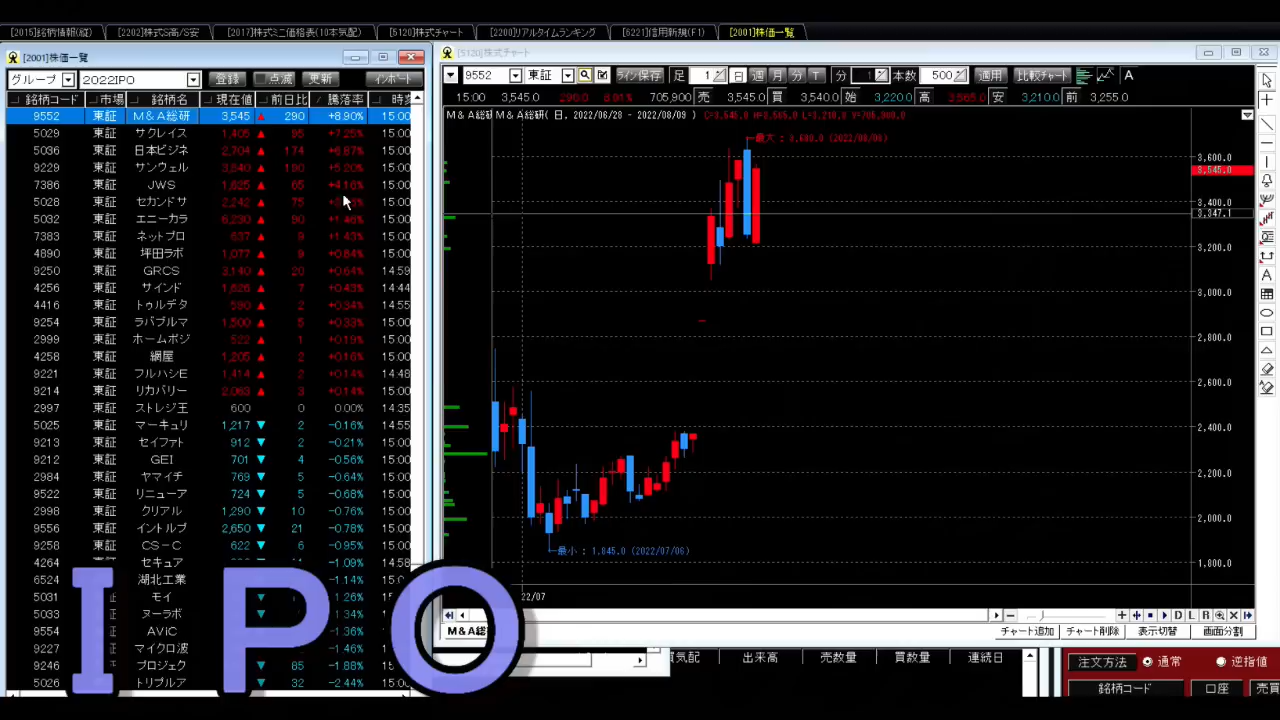 [2015]銘柄情報(縦) [2202]株式S高/S安 [2017]株式ミニ価格表(10本気配) [5120]株式チャート [2200]リアルタイムランキング [6221]信用新規(F1) [2001]株価一覧
[2001]株価一覧
グループ 2022IPO 登録 点滅 更新 インポート
銘柄コード 市場 銘柄名 現在値 前日比 騰落率
9552 東証 M&A総研 3,545 ▲ 290 +8.90% 15:00
5029 東証 サクレイス 1,405 ▲ 95 +7.25% 15:00
5036 東証 日本ビジネ 2,704 ▲ 174 +6.87% 15:00
9229 東証 サンウェル 3,840 ▲ 190 +5.20% 15:00
7386 東証 JWS 1,625 ▲ 65 +4.16% 15:00
5028 東証 セカンドサ 2,242 ▲ 75 15:00
5032 東証 エニーカラ 6,230 ▲ 90 +1.46% 15:00
7383 東証 ネットプロ 637 ▲ 9 +1.43% 15:00
4890 東証 坪田ラボ 1,077 ▲ 9 +0.84% 15:00
9250 東証 GRCS 3,140 ▲ 20 +0.64% 14:59
4256 東証 サインド 1,626 ▲ 7 +0.43% 14:44
4416 東証 トゥルデタ 590 ▲ 2 +0.34% 14:55
9254 東証 ラバブルマ 1,500 ▲ 5 +0.33% 15:00
2999 東証 ホームポジ 522 ▲ 1 +0.19% 15:00
4258 東証 網屋 1,205 ▲ 2 +0.16% 15:00
9221 東証 フルハシE 1,414 ▲ 2 +0.14% 15:00
9214 東証 リカバリー 2,063 ▲ 3 +0.14% 15:00
2997 東証 ストレジ王 600 0 0.00% 14:35
5025 東証 マーキュリ 1,217 ▼ 2 -0.16% 15:00
9213 東証 セイファト 912 ▼ 2 -0.21% 15:00
9212 東証 GEI 701 ▼ 4 -0.56% 15:00
2984 東証 ヤマイチ 769 ▼ 5 -0.64% 15:00
9522 東証 リニューア 724 ▼ 5 -0.68% 15:00
2998 東証 クリアル 1,290 ▼ 10 -0.76% 15:00
9556 東証 イントルプ 2,650 ▼ 21 -0.78% 15:00
9258 東証 CS-C 622 ▼ 6 -0.95% 15:00
4264 東証 セキュア ▼ -1.09% 14:58
6524 湖北工業 -1.14%
5031 モイ ▼ 1.26%
5033 ヌーラボ ▼ 1.34%
9554 AViC 1.36%
9227 マイクロ波 -1.46%
9246 プロジェク ▼ 85 -1.88% 15:00
5026 トリプルア ▼ 32 -2.44% 15:00
IPO
[5120]株式チャート
9552 東証 ライン保存 足 1 日 週 月 分 T 分 1 本数 500 適用 比較チャート A
15:00 3,545.0 290.0 8.91% 705,900 売 3,545.0 買 3,540.0 始 3,220.0 高 3,565.0 安 3,210.0 前 3,255.0
M&A総研 M&A総研( 日, 2022/06/28 - 2022/08/09 ) C=3,545.0 H=3,565.0 L=3,210.0 V=705,900.0
3,600.0
3,545.0
3,400.0
3,347.1
3,200.0
3,000.0
2,800.0
2,600.0
2,400.0
2,200.0
2,000.0
1,800.0
最小 : 1,845.0 (2022/07/06)
22/07
D L R
M&A総 チャート追加 チャート削除 表示切替 画面分割
気配 出来高 売数量 買数量 連続日
注文方法 通常 逆指値
銘柄コード 口座 売買